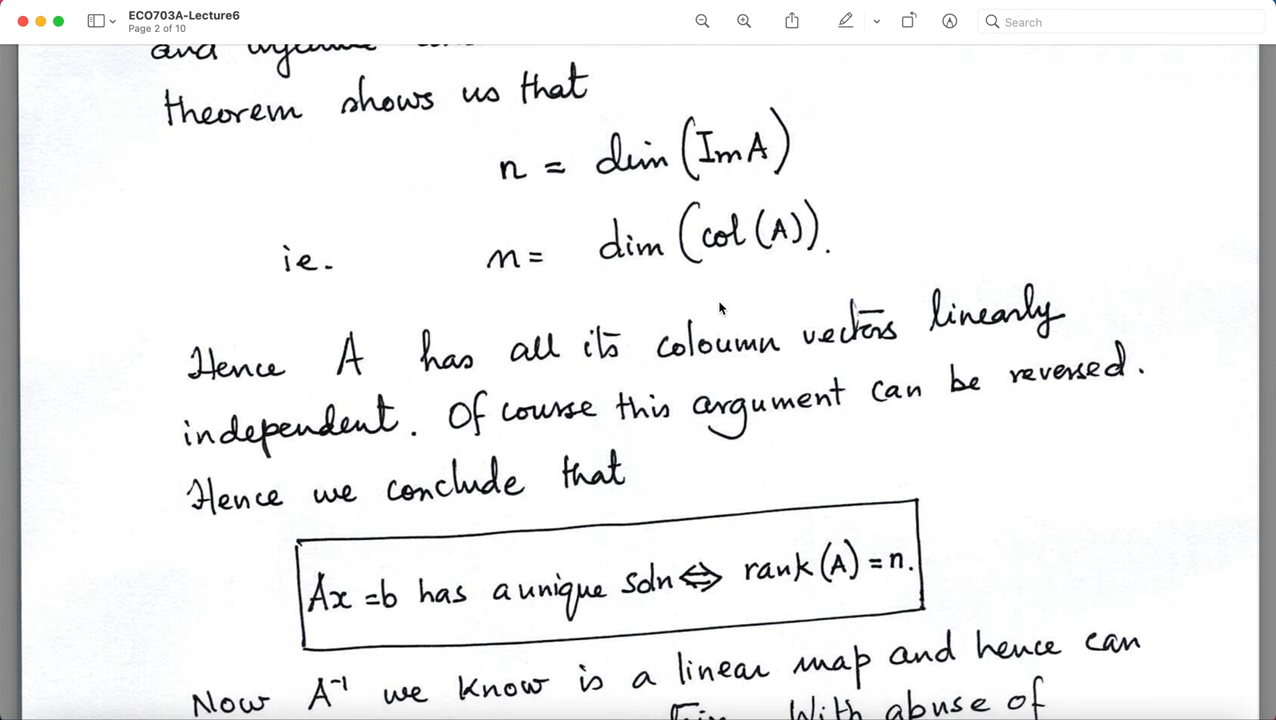 ECO703A-Lecture6
Page 2 of 10
Search
and
theorem shows us that
n = dim (Im A)
ie. n = dim (col (A)).
Hence A has all its coloumn vectors linearly
independent. Of course this argument can be reversed.
Hence we conclude that
Ax = b has a unique soln ⇔ rank (A) = n.
Now A⁻¹ we know is a linear map and hence can
With abuse of